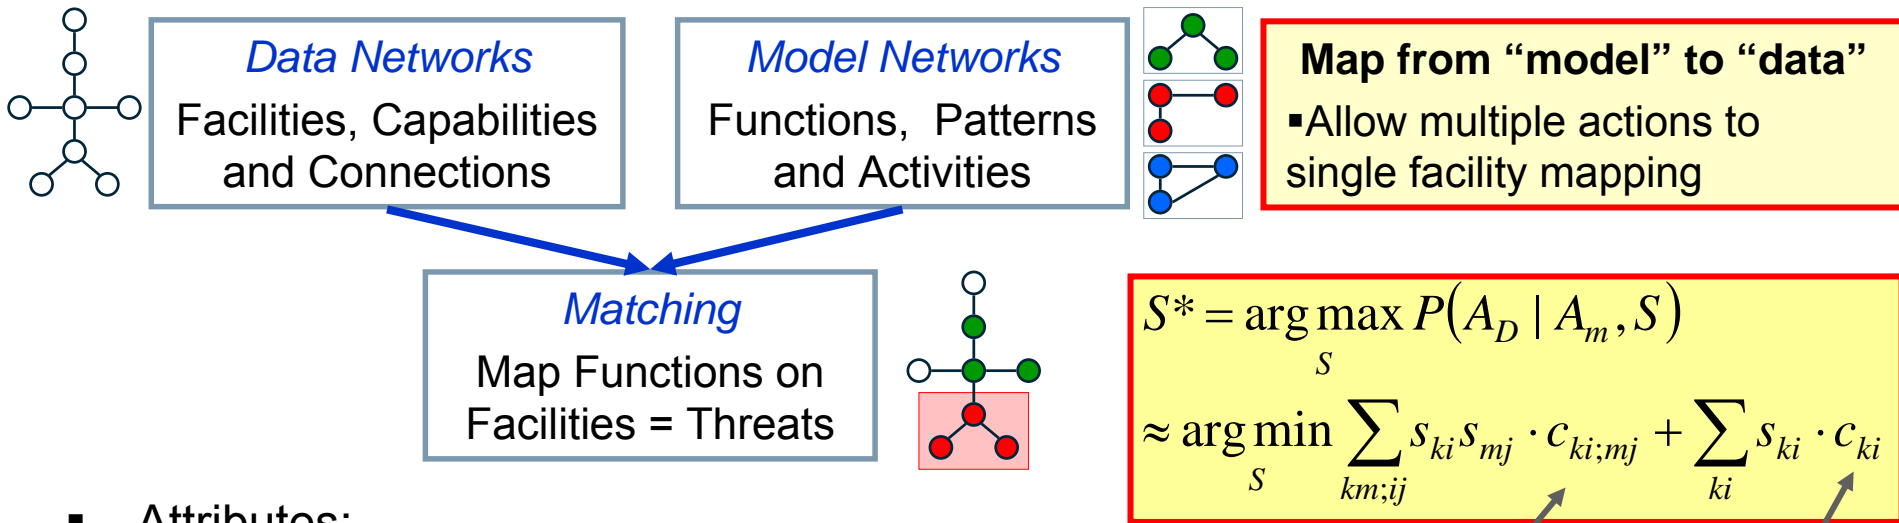 Data Networks
Facilities, Capabilities
and Connections
Model Networks
Functions, Patterns
and Activities
Map from “model” to “data”
▪Allow multiple actions to
single facility mapping
Matching
Map Functions on
Facilities = Threats
S* = arg max P(A_D | A_m, S)
S
≈ arg min ∑ s_ki s_mj · c_ki;mj + ∑ s_ki · c_ki
S km;ij ki
▪ Attributes: